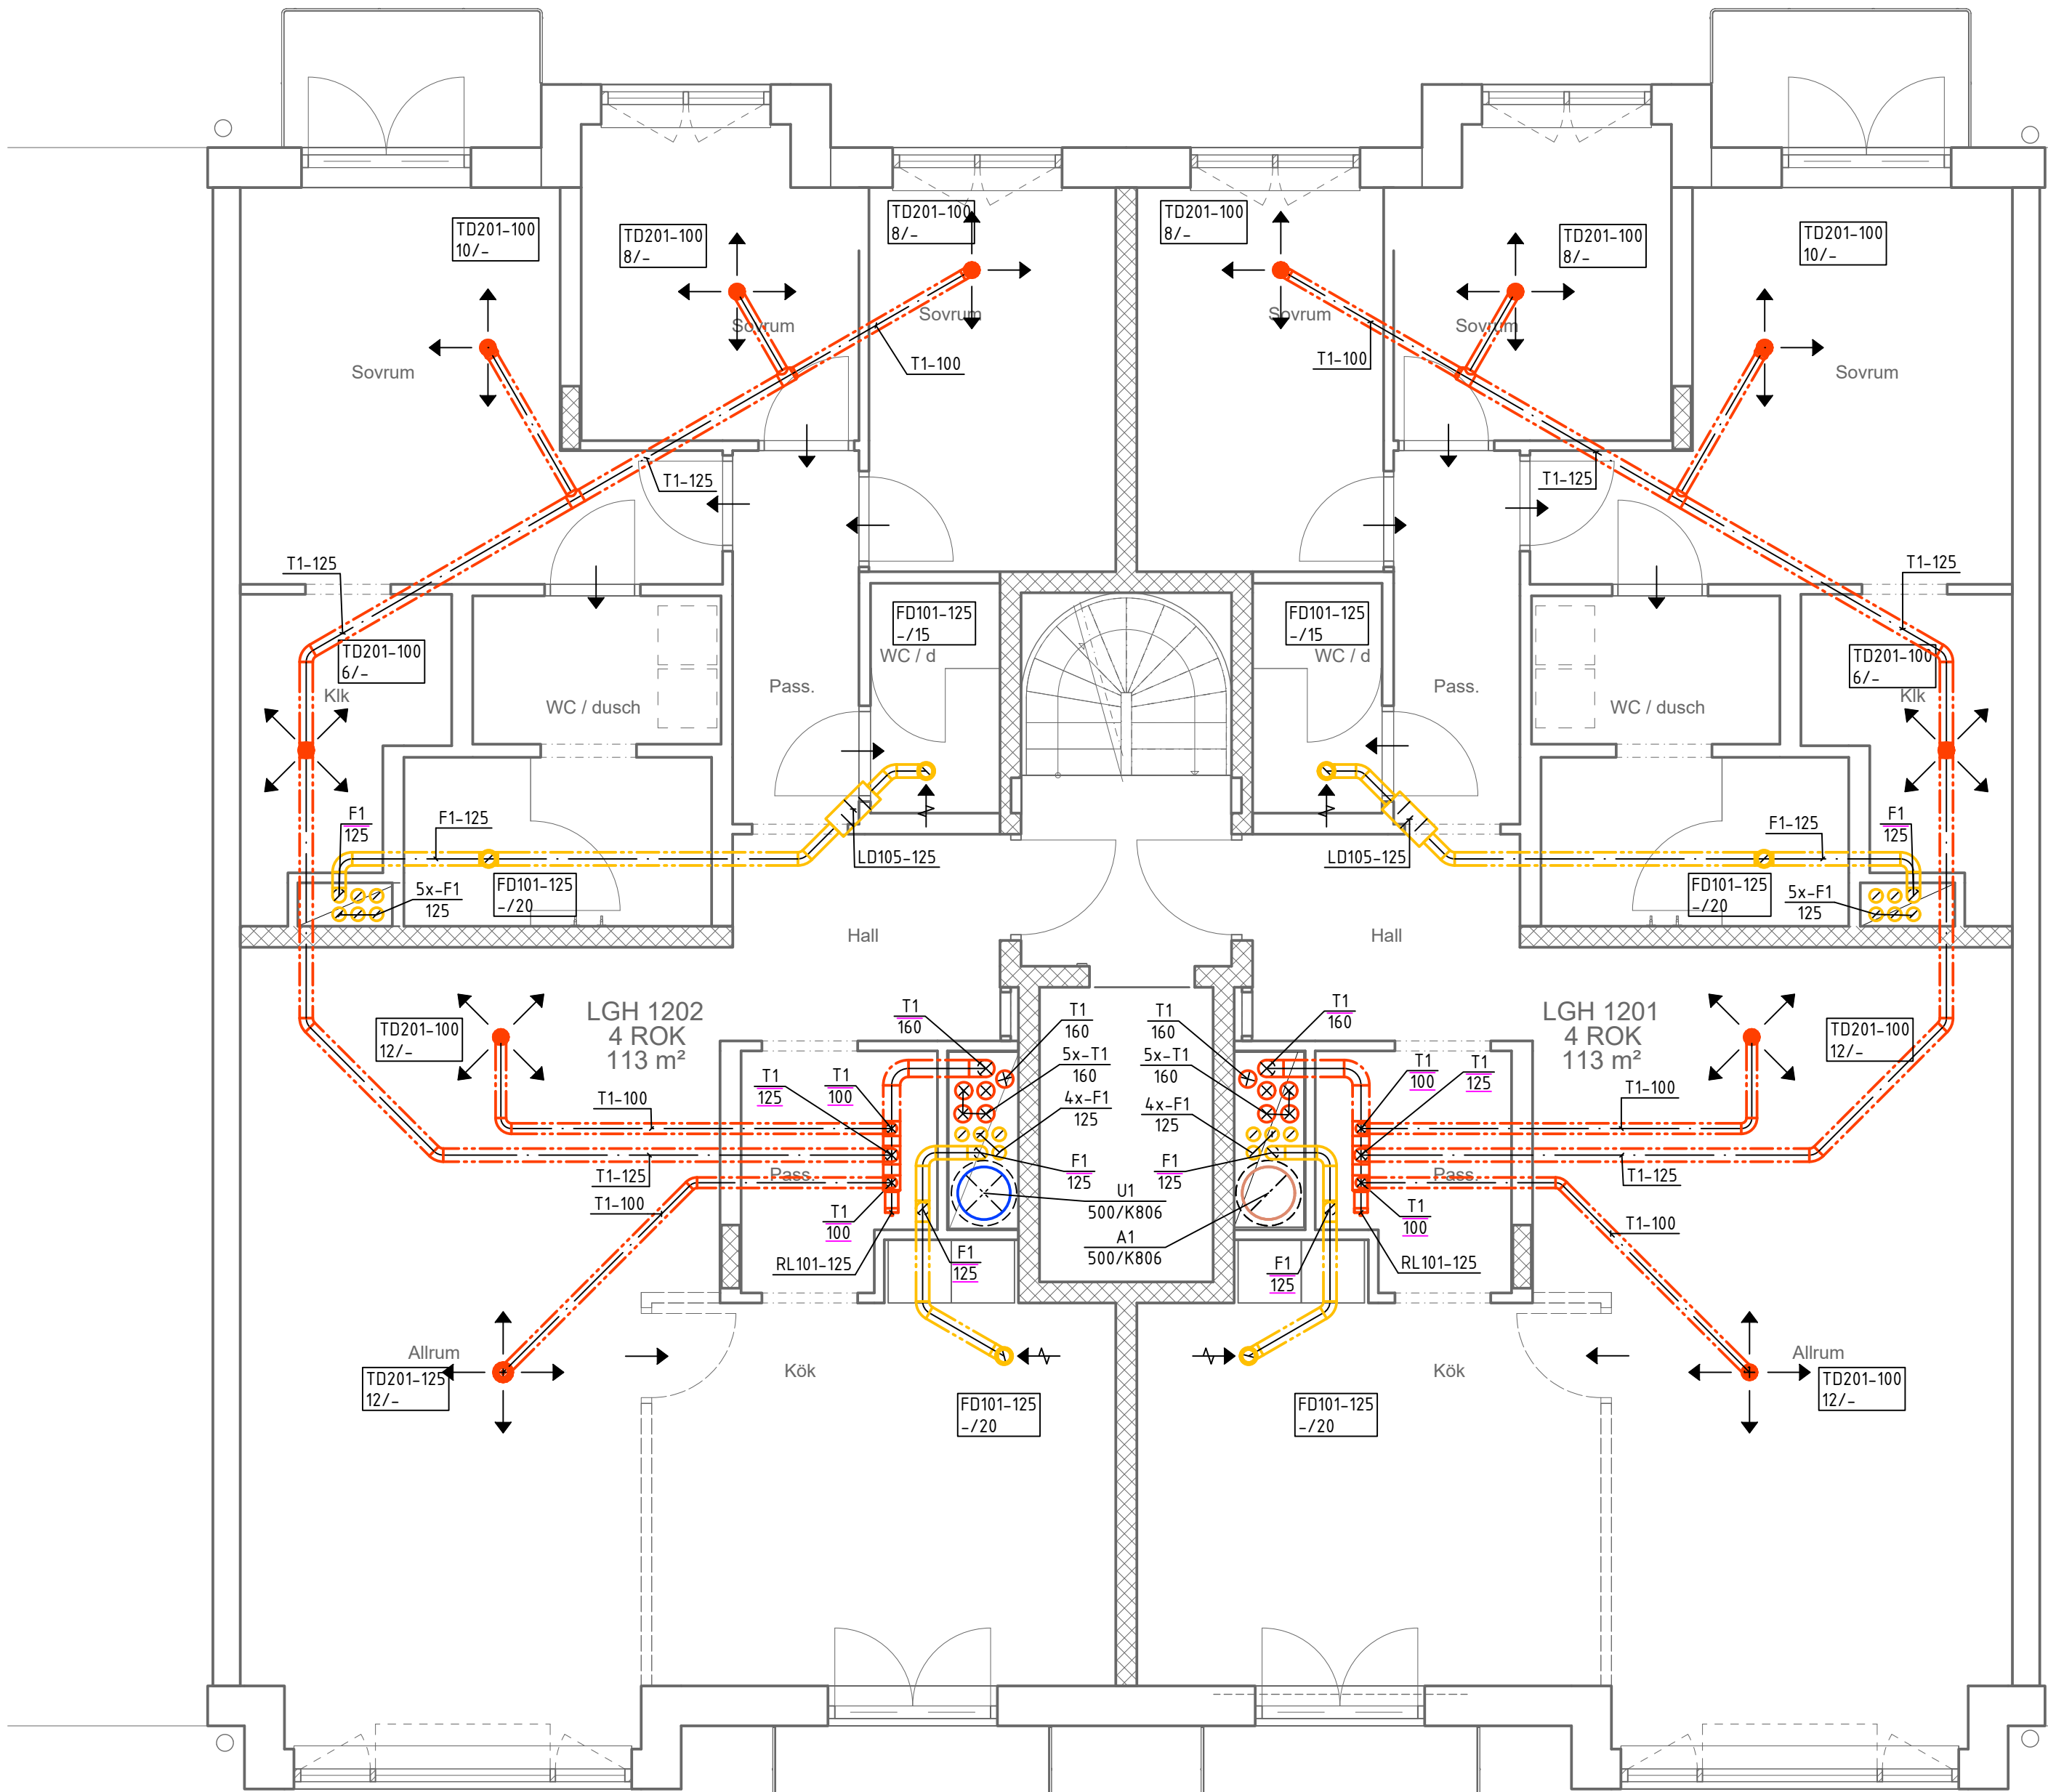 TD201-100
8/-
TD201-100
8/-
TD201-100
10/-
TD201-100
8/-
TD201-100
8/-
TD201-100
10/-
Sovrum
Sovrum
Sovrum
Sovrum
Sovrum
Sovrum
T1-100
T1-100
T1-125
T1-125
T1-125
T1-125
FD101-125
-/15
FD101-125
-/15
TD201-100
6/-
TD201-100
6/-
WC / d
WC / d
Klk
WC / dusch
Pass.
Pass.
WC / dusch
Klk
F1
125
F1-125
LD105-125
LD105-125
F1-125
F1
125
5x-F1
125
FD101-125
-/20
FD101-125
-/20
5x-F1
125
Hall
Hall
LGH 1202
4 ROK
113 m²
LGH 1201
4 ROK
113 m²
TD201-100
12/-
TD201-100
12/-
T1
160
T1
160
T1
160
T1
160
5x-T1
160
5x-T1
160
T1
125
T1
100
T1
100
T1
125
T1-100
4x-F1
125
4x-F1
125
T1-100
T1-125
Pass.
F1
125
F1
125
Pass.
T1-125
T1-100
T1
100
U1
500/K806
T1
100
T1-100
RL101-125
F1
125
A1
500/K806
F1
125
RL101-125
Allrum
Kök
Kök
Allrum
TD201-125
12/-
FD101-125
-/20
FD101-125
-/20
TD201-100
12/-